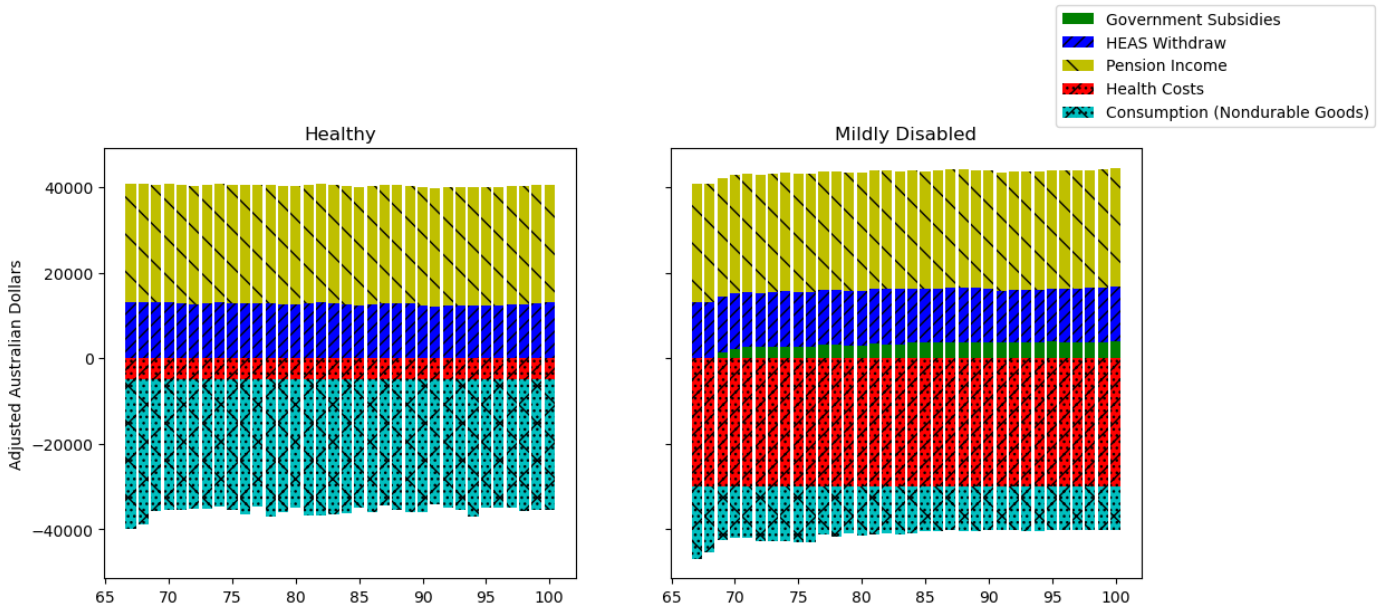 Government Subsidies
HEAS Withdraw
Pension Income
Health Costs
Consumption (Nondurable Goods)
Healthy
Mildly Disabled
Adjusted Australian Dollars
40000
20000
0
−20000
−40000
65 70 75 80 85 90 95 100
65 70 75 80 85 90 95 100